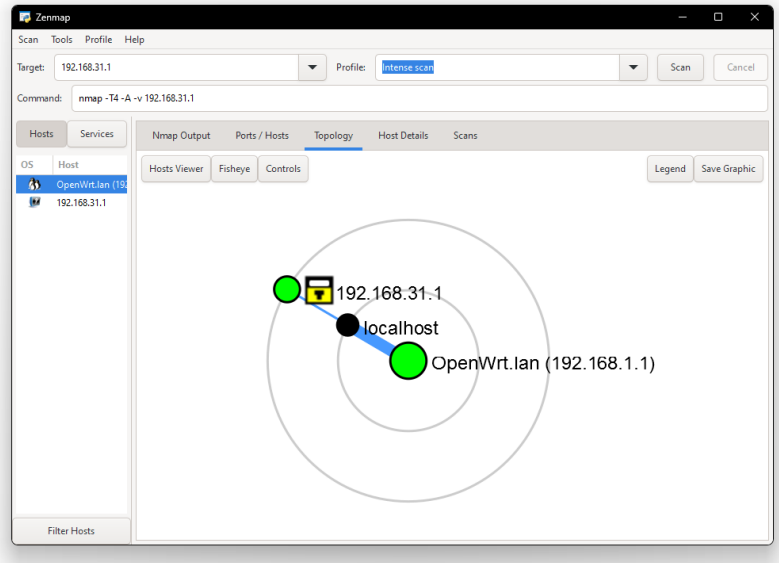 Zenmap
Scan Tools Profile Help
Target: 192.168.31.1 Profile: Intense scan Scan Cancel
Command: nmap -T4 -A -v 192.168.31.1
Hosts Services Nmap Output Ports / Hosts Topology Host Details Scans
OS Host Hosts Viewer Fisheye Controls Legend Save Graphic
OpenWrt.lan (192
192.168.31.1
192.168.31.1
localhost
OpenWrt.lan (192.168.1.1)
Filter Hosts